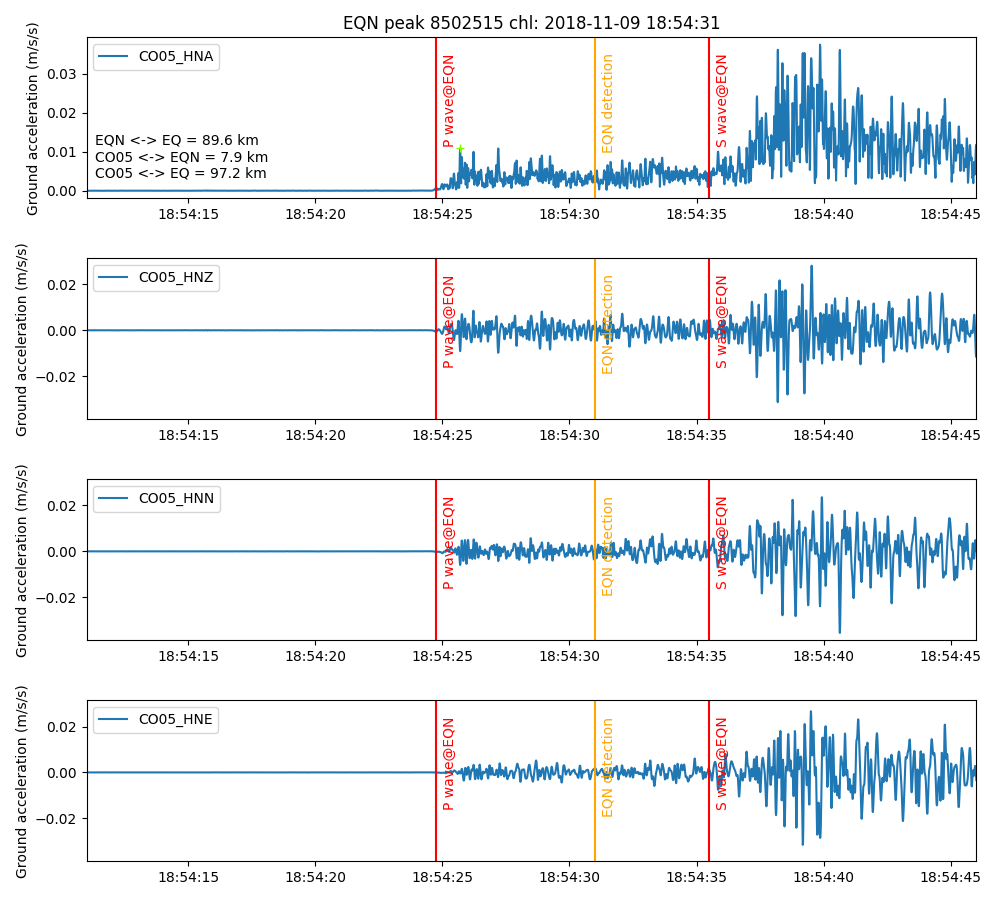 EQN peak 8502515 chl: 2018-11-09 18:54:31
Ground acceleration (m/s/s)
0.03
0.02
0.01
0.00
CO05_HNA
EQN <-> EQ = 89.6 km
CO05 <-> EQN = 7.9 km
CO05 <-> EQ = 97.2 km
P wave@EQN
EQN detection
S wave@EQN
18:54:15 18:54:20 18:54:25 18:54:30 18:54:35 18:54:40 18:54:45
Ground acceleration (m/s/s)
0.02
0.00
−0.02
CO05_HNZ
P wave@EQN
EQN detection
S wave@EQN
18:54:15 18:54:20 18:54:25 18:54:30 18:54:35 18:54:40 18:54:45
Ground acceleration (m/s/s)
0.02
0.00
−0.02
CO05_HNN
P wave@EQN
EQN detection
S wave@EQN
18:54:15 18:54:20 18:54:25 18:54:30 18:54:35 18:54:40 18:54:45
Ground acceleration (m/s/s)
0.02
0.00
−0.02
CO05_HNE
P wave@EQN
EQN detection
S wave@EQN
18:54:15 18:54:20 18:54:25 18:54:30 18:54:35 18:54:40 18:54:45